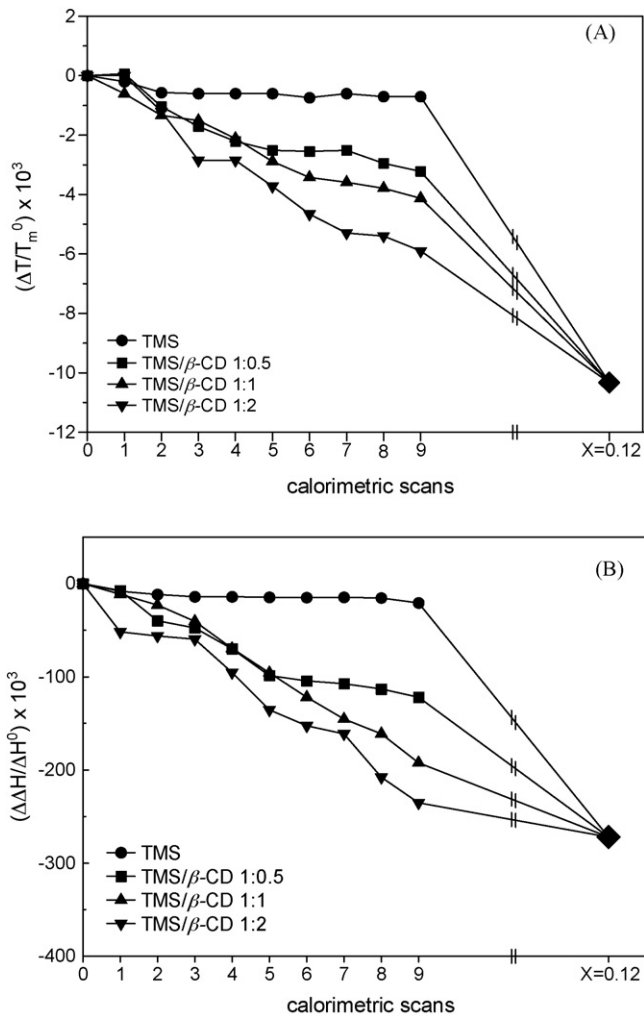 (A)
2
0
-2
-4
-6
-8
-10
-12
(ΔT/Tₘ⁰) x 10³
TMS
TMS/β-CD 1:0.5
TMS/β-CD 1:1
TMS/β-CD 1:2
0 1 2 3 4 5 6 7 8 9 X=0.12
calorimetric scans
(B)
0
-100
-200
-300
-400
(ΔΔH/ΔH⁰) x 10³
TMS
TMS/β-CD 1:0.5
TMS/β-CD 1:1
TMS/β-CD 1:2
0 1 2 3 4 5 6 7 8 9 X=0.12
calorimetric scans